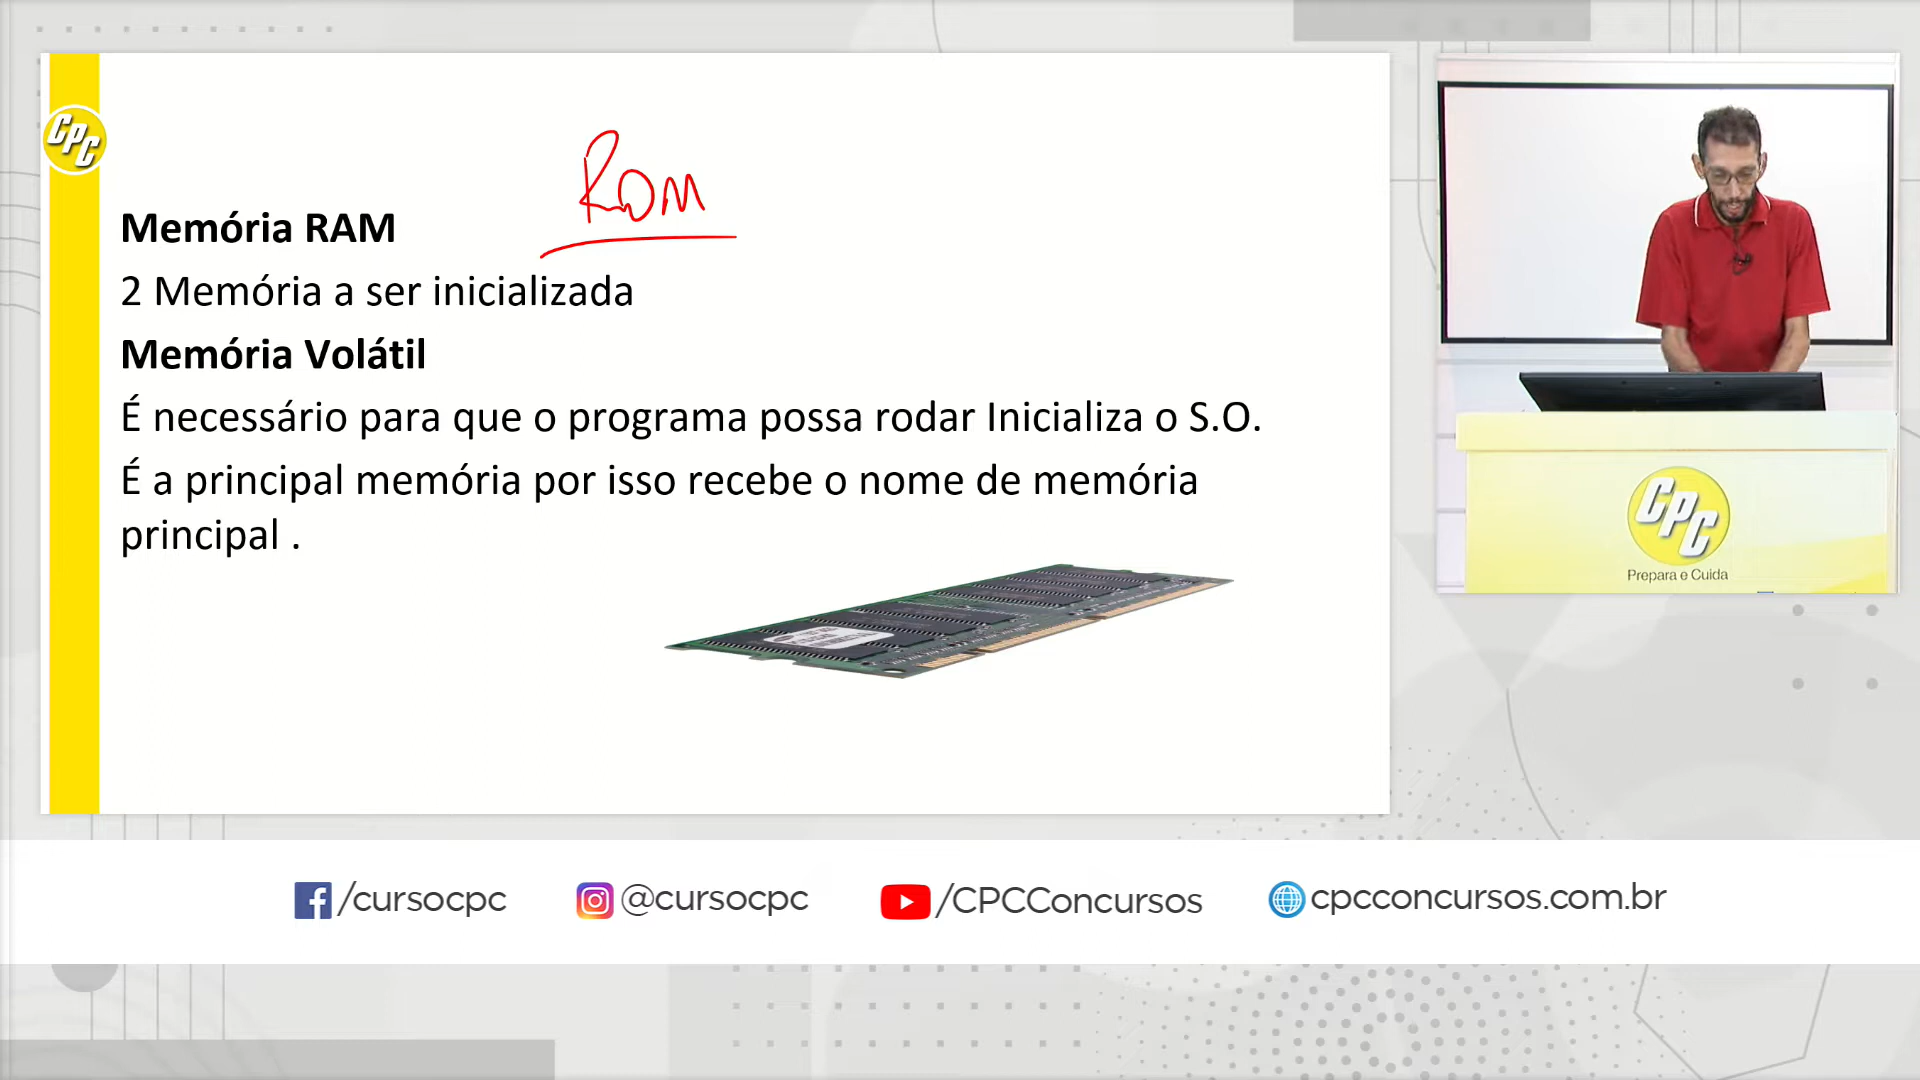 CPC
Rom
Memória RAM
2 Memória a ser inicializada
Memória Volátil
É necessário para que o programa possa rodar Inicializa o S.O.
É a principal memória por isso recebe o nome de memória
principal .
CPC
Prepara e Cuida
/cursocpc
@cursocpc
/CPCConcursos
cpcconcursos.com.br